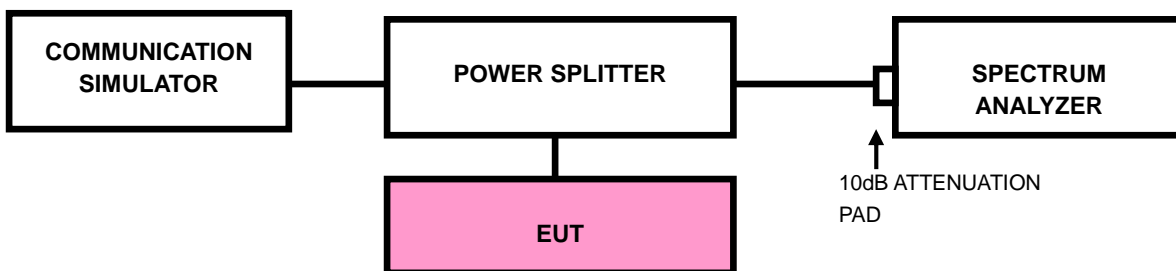 COMMUNICATION
SIMULATOR
POWER SPLITTER
SPECTRUM
ANALYZER
10dB ATTENUATION
PAD
EUT